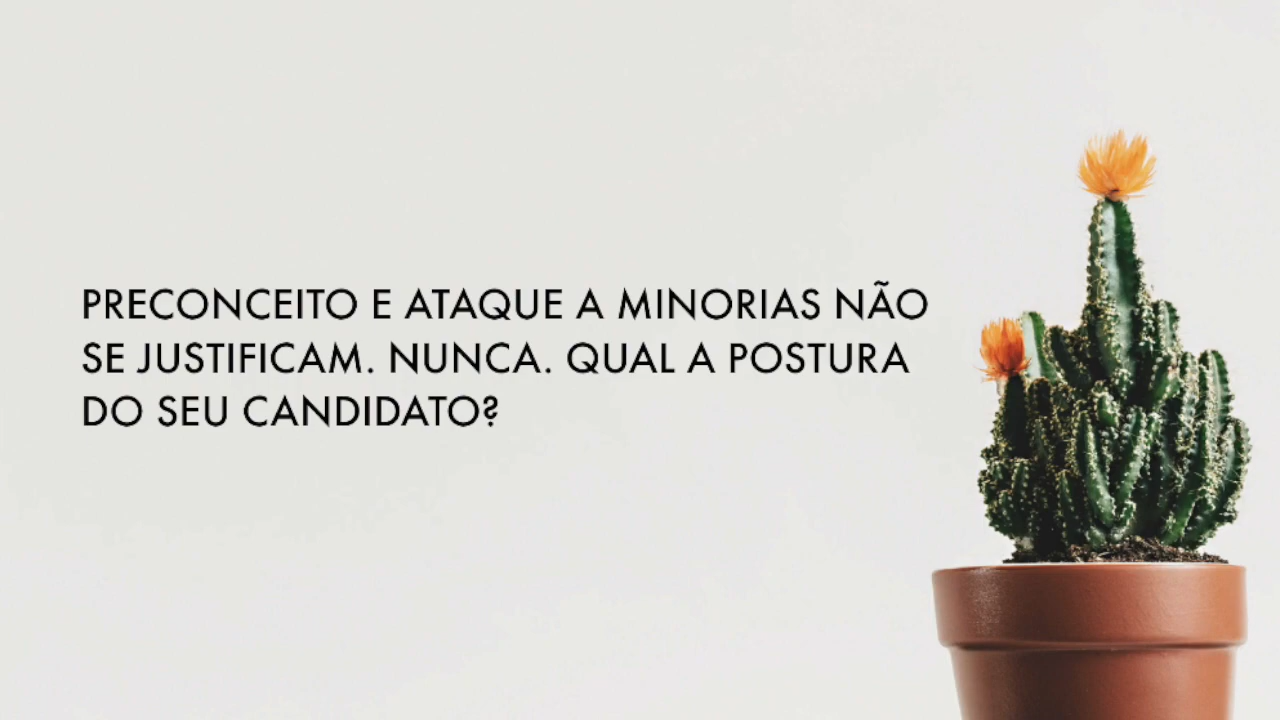 PRECONCEITO E ATAQUE A MINORIAS NÃO
SE JUSTIFICAM. NUNCA. QUAL A POSTURA
DO SEU CANDIDATO?